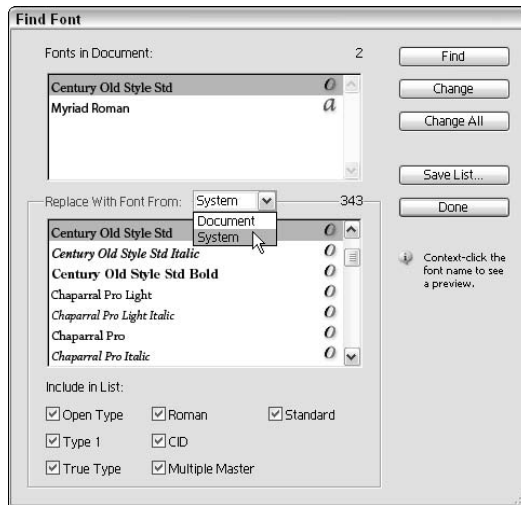 Find Font
Fonts in Document: 2
Find
Century Old Style Std O
Change
Myriad Roman a
Change All
Save List...
Replace With Font From: System 343
Done
Document
System
Century Old Style Std O
Century Old Style Std Italic O
Century Old Style Std Bold O
Chaparral Pro Light O
Chaparral Pro Light Italic O
Chaparral Pro O
Chaparral Pro Italic O
Context-click the
font name to see
a preview.
Include in List:
Open Type Roman Standard
Type 1 CID
True Type Multiple Master